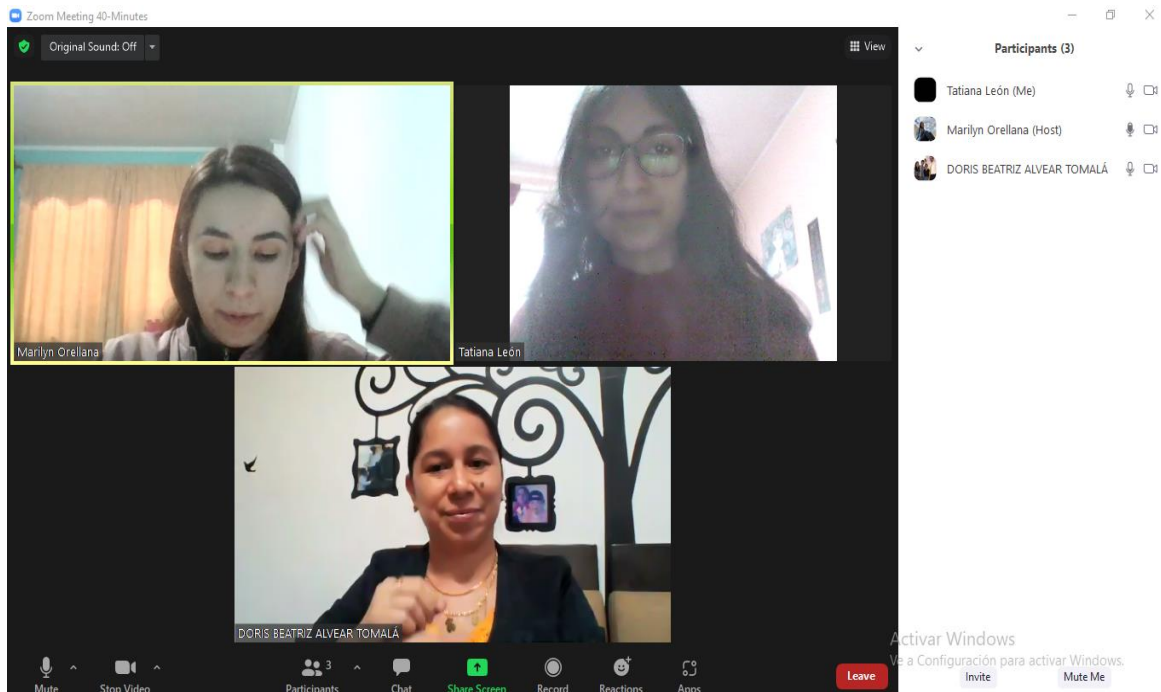 Zoom Meeting 40-Minutes
Original Sound: Off
View
Participants (3)
Tatiana León (Me)
Marilyn Orellana (Host)
DORIS BEATRIZ ALVEAR TOMALÁ
Marilyn Orellana
Tatiana León
DORIS BEATRIZ ALVEAR TOMALÁ
Activar Windows
Ve a Configuración para activar Windows.
Mute
Stop Video
3
Participants
Chat
Share Screen
Record
Reactions
Apps
Leave
Invite
Mute Me